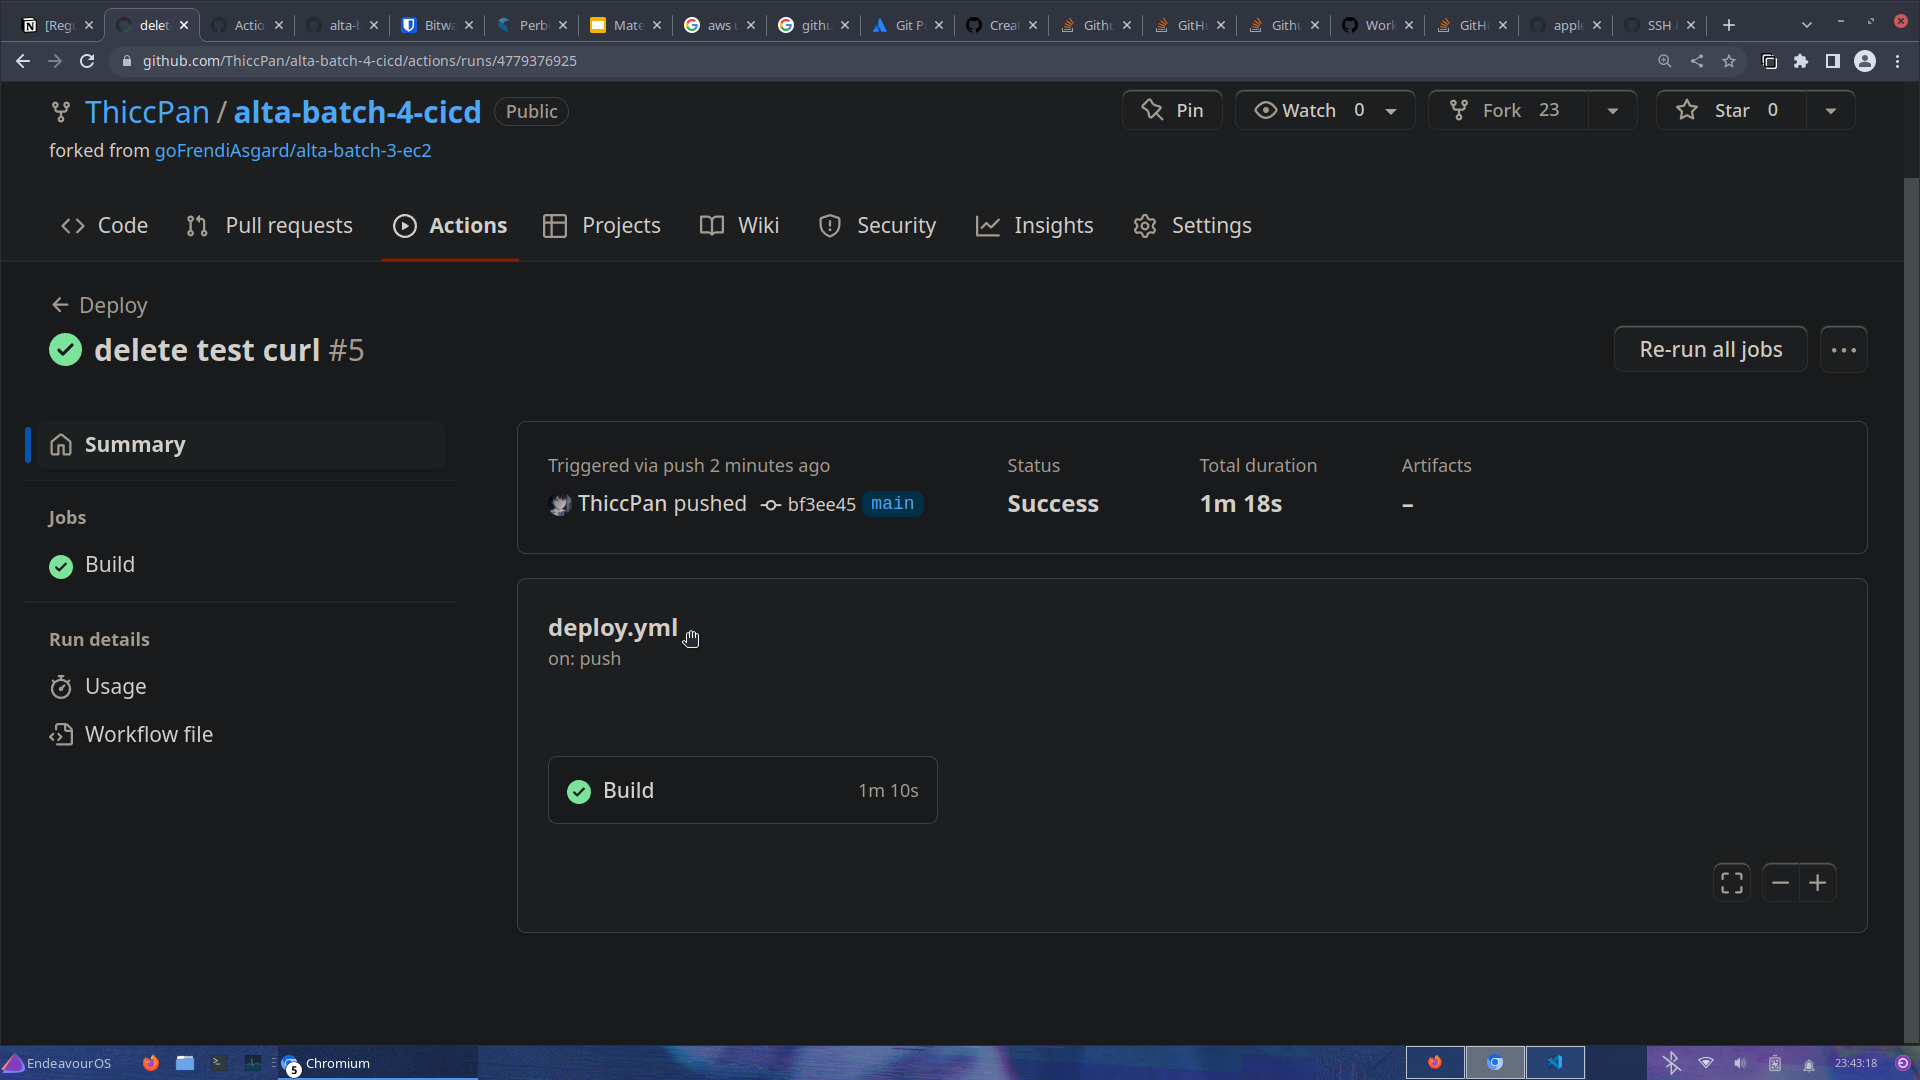 [Reg
delet
Actio
alta-b
Bitwa
Perb
Mate
aws
githu
Git P
Crea
Githu
GitH
Githu
Work
GitH
apple
SSH
github.com/ThiccPan/alta-batch-4-cicd/actions/runs/4779376925
ThiccPan / alta-batch-4-cicd Public
Pin
Watch 0
Fork 23
Star 0
forked from goFrendiAsgard/alta-batch-3-ec2
Code
Pull requests
Actions
Projects
Wiki
Security
Insights
Settings
Deploy
delete test curl #5
Re-run all jobs
Summary
Jobs
Build
Run details
Usage
Workflow file
Triggered via push 2 minutes ago
ThiccPan pushed bf3ee45 main
Status
Success
Total duration
1m 18s
Artifacts
–
deploy.yml
on: push
Build 1m 10s
EndeavourOS
5
Chromium
23:43:18